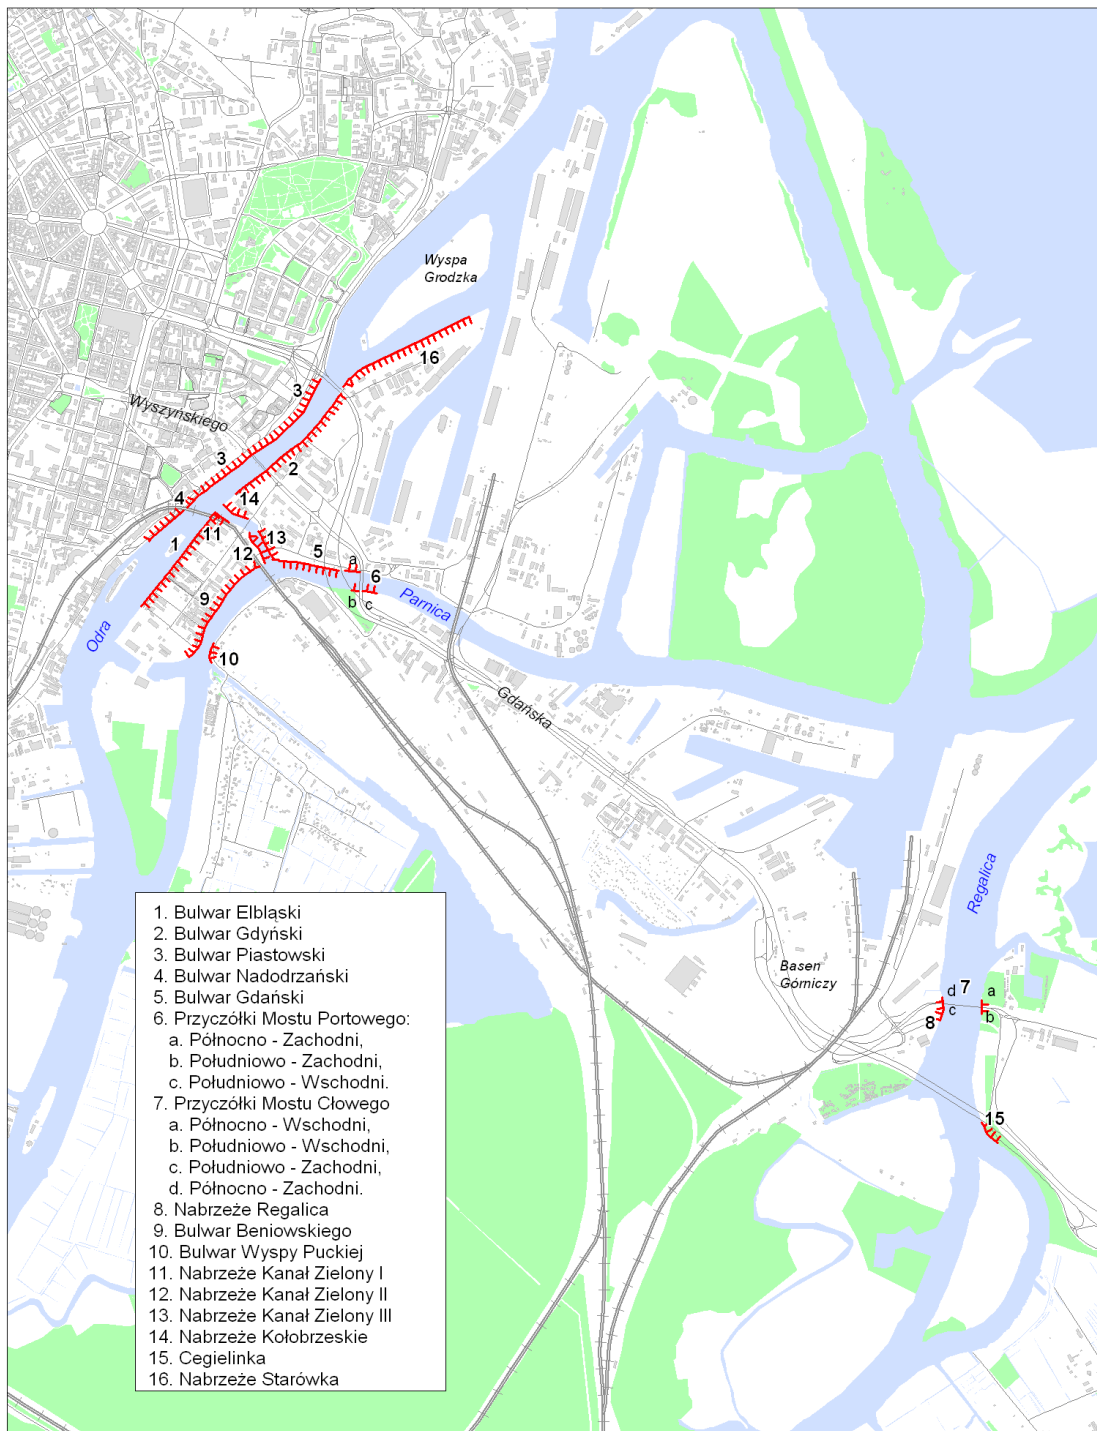 Wyspa
Grodzka
16
3
Wyszyńskiego
3
2
4
14
11
13
1
12
5
a
6
9
b
c
Parnica
Odra
10
Gdańska
Regalica
Basen
Górniczy
7
d
a
c
b
8
15
1. Bulwar Elbląski
2. Bulwar Gdyński
3. Bulwar Piastowski
4. Bulwar Nadodrzański
5. Bulwar Gdański
6. Przyczółki Mostu Portowego:
a. Północno - Zachodni,
b. Południowo - Zachodni,
c. Południowo - Wschodni.
7. Przyczółki Mostu Cłowego
a. Północno - Wschodni,
b. Południowo - Wschodni,
c. Południowo - Zachodni,
d. Północno - Zachodni.
8. Nabrzeże Regalica
9. Bulwar Beniowskiego
10. Bulwar Wyspy Puckiej
11. Nabrzeże Kanał Zielony I
12. Nabrzeże Kanał Zielony II
13. Nabrzeże Kanał Zielony III
14. Nabrzeże Kołobrzeskie
15. Cegielinka
16. Nabrzeże Starówka